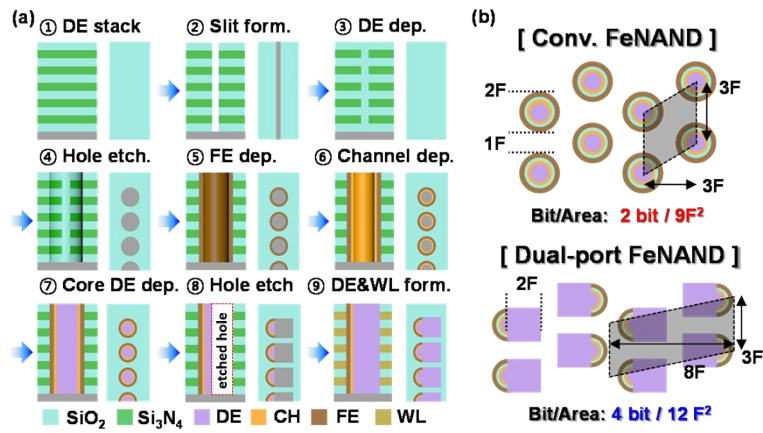 (a)
① DE stack
② Slit form.
③ DE dep.
④ Hole etch.
⑤ FE dep.
⑥ Channel dep.
⑦ Core DE dep.
⑧ Hole etch
⑨ DE&WL form.
etched hole
SiO2
Si3N4
DE
CH
FE
WL
(b)
[ Conv. FeNAND ]
2F
3F
1F
3F
Bit/Area: 2 bit / 9F²
[ Dual-port FeNAND ]
2F
8F
3F
Bit/Area: 4 bit / 12 F²